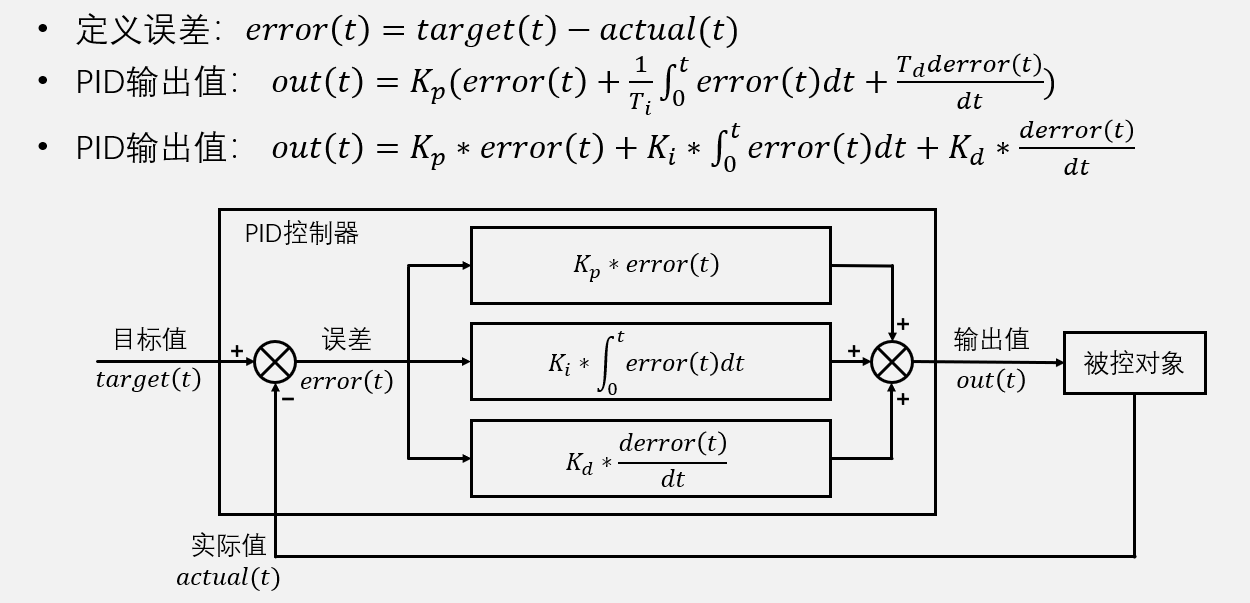 • 定义误差：error(t) = target(t) − actual(t)
• PID输出值： out(t) = K_p(error(t) + \frac{1}{T_i}\int_0^t error(t)dt + \frac{T_d derror(t)}{dt})
• PID输出值： out(t) = K_p * error(t) + K_i * \int_0^t error(t)dt + K_d * \frac{derror(t)}{dt}
PID控制器
K_p * error(t)
目标值
target(t)
+
−
误差
error(t)
K_i * \int_0^t error(t)dt
+
+
+
输出值
out(t)
被控对象
K_d * \frac{derror(t)}{dt}
实际值
actual(t)